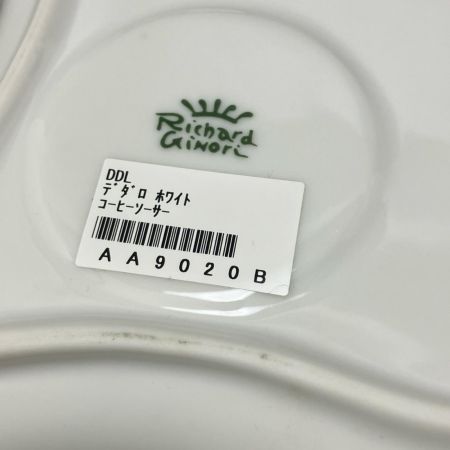 Richard
Ginori
DDL
ﾃﾞﾀﾞﾛ ﾎﾜｲﾄ
ｺｰﾋｰｿｰｻｰ
AA9020B